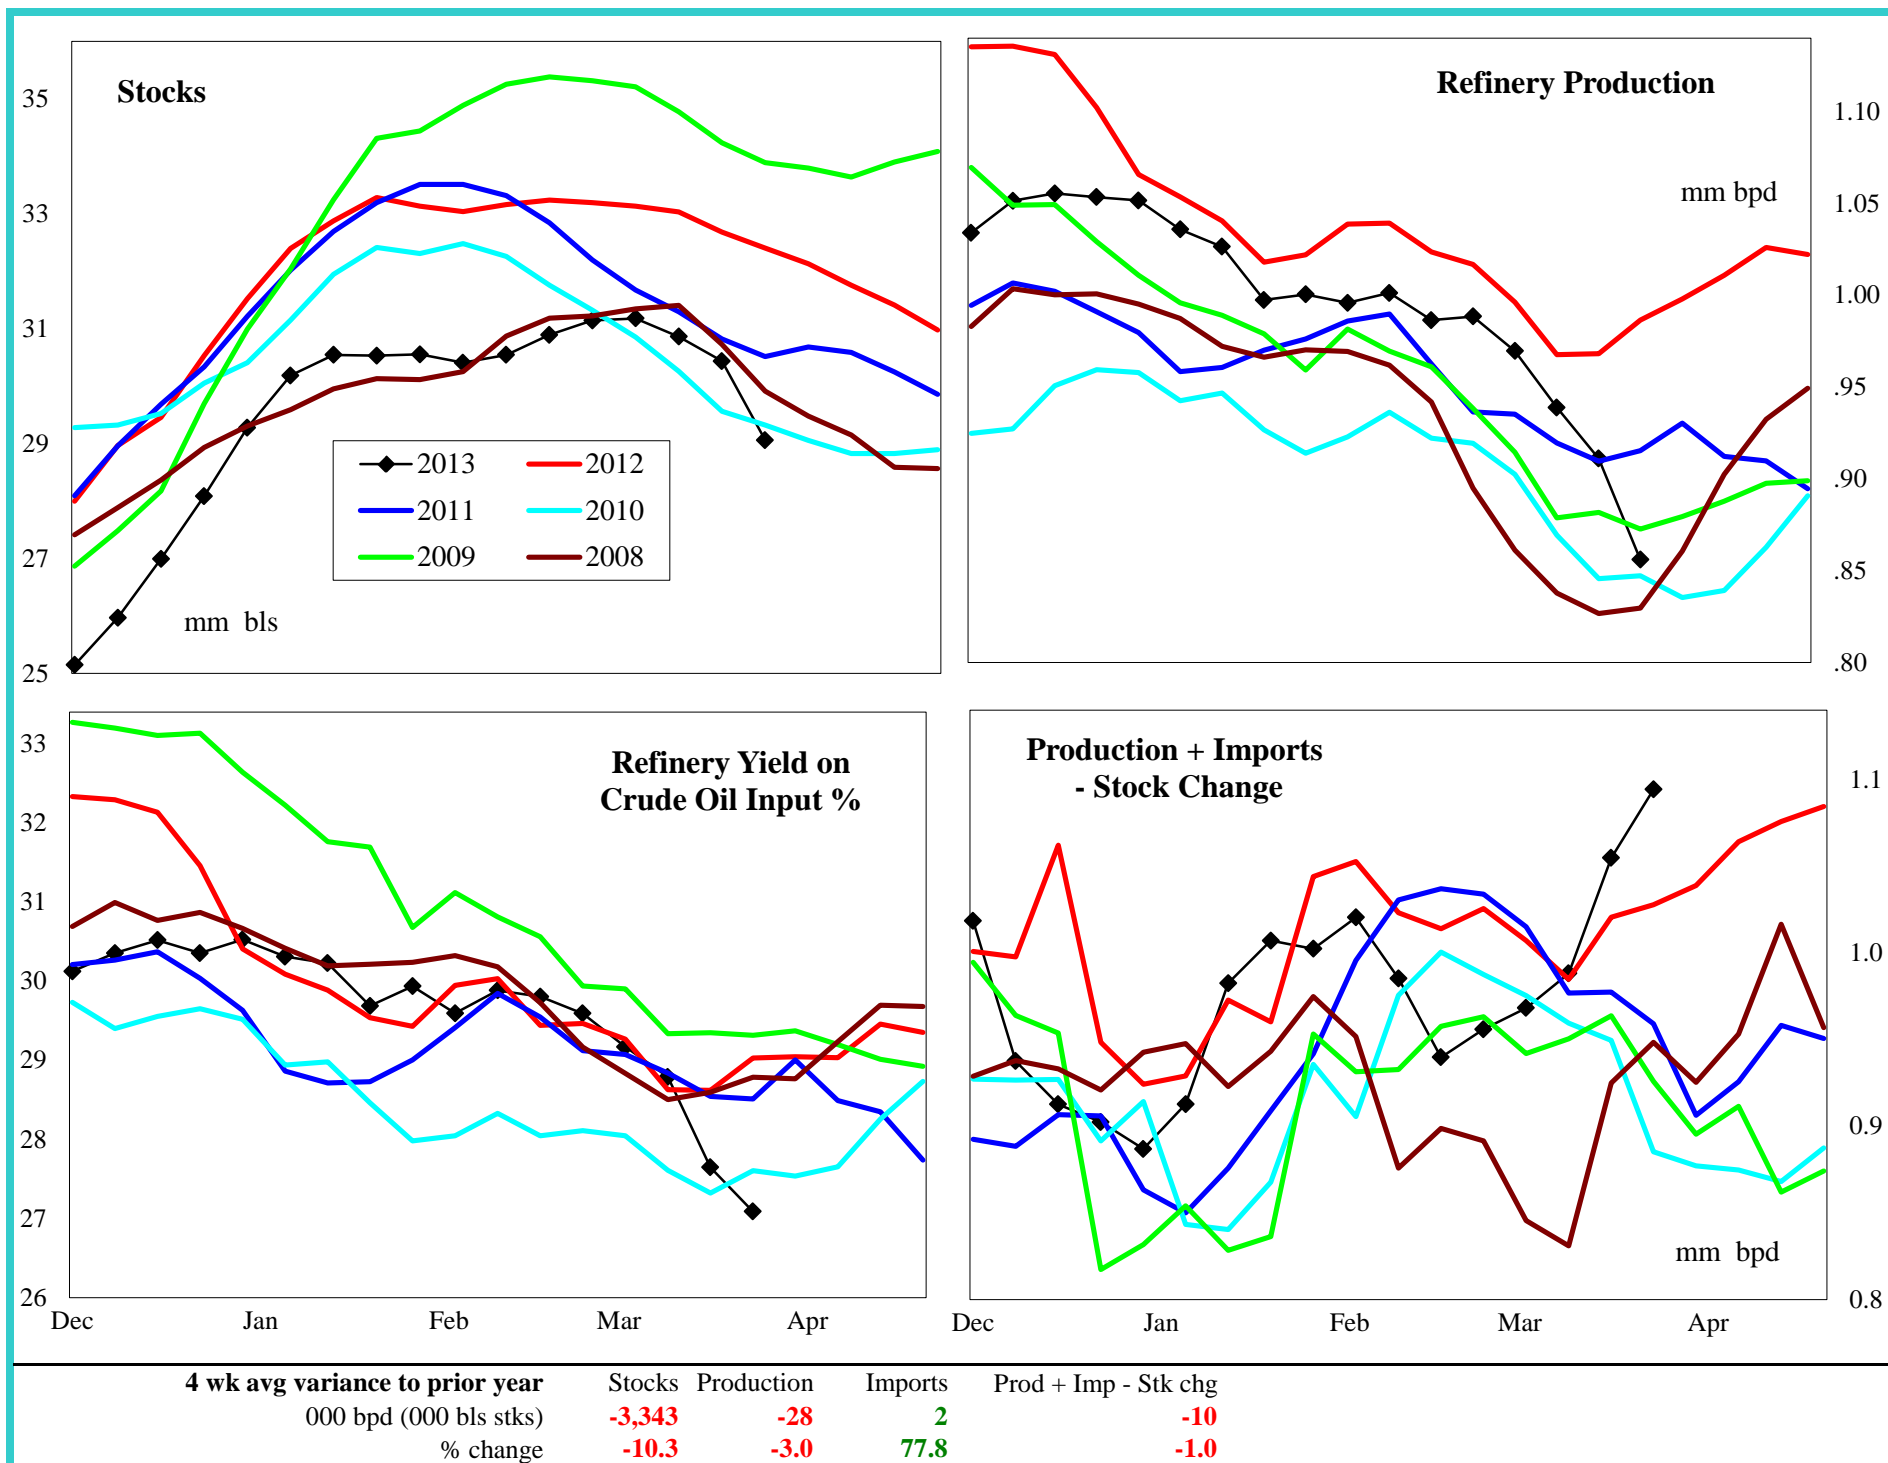 Stocks
35
33
31
29
27
25
mm bls
2013
2012
2011
2010
2009
2008
Refinery Production
mm bpd
1.10
1.05
1.00
.95
.90
.85
.80
Refinery Yield on
Crude Oil Input %
33
32
31
30
29
28
27
26
Dec Jan Feb Mar Apr
Production + Imports
- Stock Change
1.1
1.0
0.9
0.8
mm bpd
Dec Jan Feb Mar Apr
4 wk avg variance to prior year Stocks Production Imports Prod + Imp - Stk chg
000 bpd (000 bls stks) -3,343 -28 2 -10
% change -10.3 -3.0 77.8 -1.0